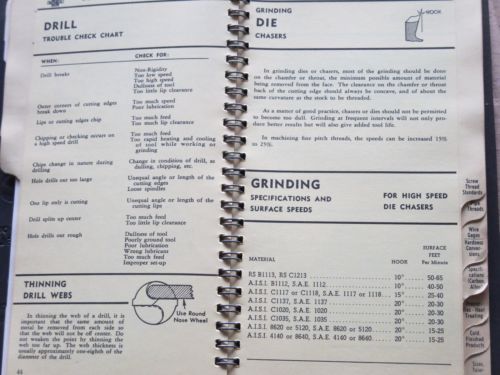 DRILL
TROUBLE CHECK CHART
WHEN: CHECK FOR:
Drill breaks Non-Rigidity
Too low speed
Too high speed
Dullness of tool
Too little lip clearance
Outer corners of cutting edges break down Too much speed
Poor lubrication
Lips or cutting edges chip Too much feed
Too much lip clearance
Chipping or checking occurs on a high speed drill Too much feed
Too rapid heating and cooling
of tool while working or
grinding
Chips change in nature during drilling Change in condition of drill, as
dulling, chipping, etc.
Holes drill out too large Unequal angle or length of the
cutting edges
Loose spindles
One lip only is cutting Unequal angle or length of the
cutting lips
Drill splits up center Too much feed
Too little lip clearance
Holes drill out rough Dullness of tool
Poorly ground tool
Poor lubrication
Wrong lubricant
Too much feed
Improper set-up
THINNING
DRILL WEBS
In thinning the web of a drill, it is
important that the same amount of
metal be removed from each side so
that the web will not be off center. Do
not weaken the point by thinning the
web too far up. The web thickness is
usually approximately one-eighth of the
diameter of the drill.
Use Round
Nose Wheel
GRINDING
DIE
CHASERS
HOOK
In grinding dies or chasers, most of the grinding should be done
on the chamfer or throat, the minimum possible amount of material
being removed from the face. The clearance on the chamfer or throat
back of the cutting edge should always be concave, and of about the
same curvature as the stock to be threaded.
As a matter of good practice, chasers or dies should not be permitted
to become too dull. Grinding at frequent intervals will not only
produce better results but will also give added tool life.
In machining fine pitch threads, the speeds can be increased 15%
to 25%.
GRINDING
SPECIFICATIONS AND
SURFACE SPEEDS
FOR HIGH SPEED
DIE CHASERS
MATERIAL HOOK SURFACE
FEET
Per Minute
RS B1113, RS C1213 10° 50-65
A.I.S.I. B1112, S.A.E. 1112 10° 40-50
A.I.S.I. C1117 or C1118, S.A.E. 1117 or 1118 15° 25-40
A.I.S.I. C1137, S.A.E. 1137 20° 20-30
A.I.S.I. C1020, S.A.E. 1020 20° 20-30
A.I.S.I. C1035, S.A.E. 1035 20° 20-30
A.I.S.I. 8620 or 5120, S.A.E. 8620 or 5120 20° 15-25
A.I.S.I. 4140 or 8640, S.A.E. 4140 or 8640 20° 15-25
Screw
Thread
Standards
Threads
Wire
Gages
Hardness
Conver-
sions
Specifi-
cations
Heat
Treating
Cold
Finished
Products